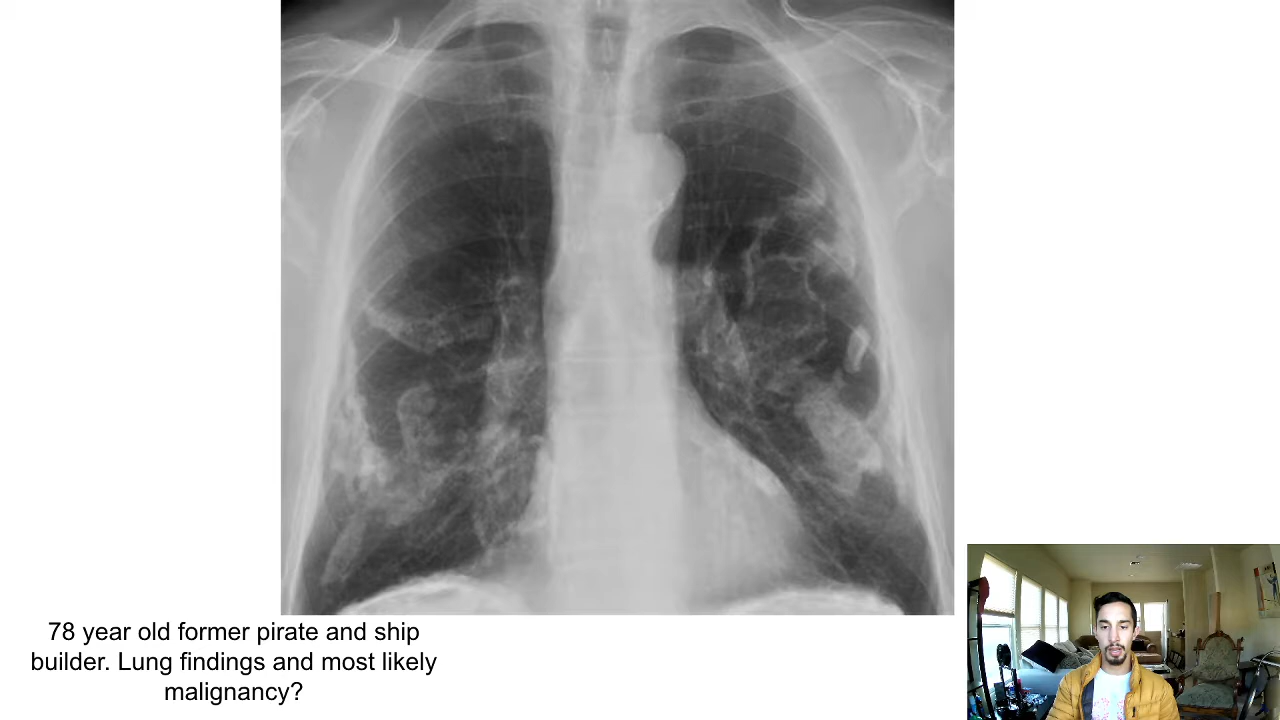 78 year old former pirate and ship
builder. Lung findings and most likely
malignancy?